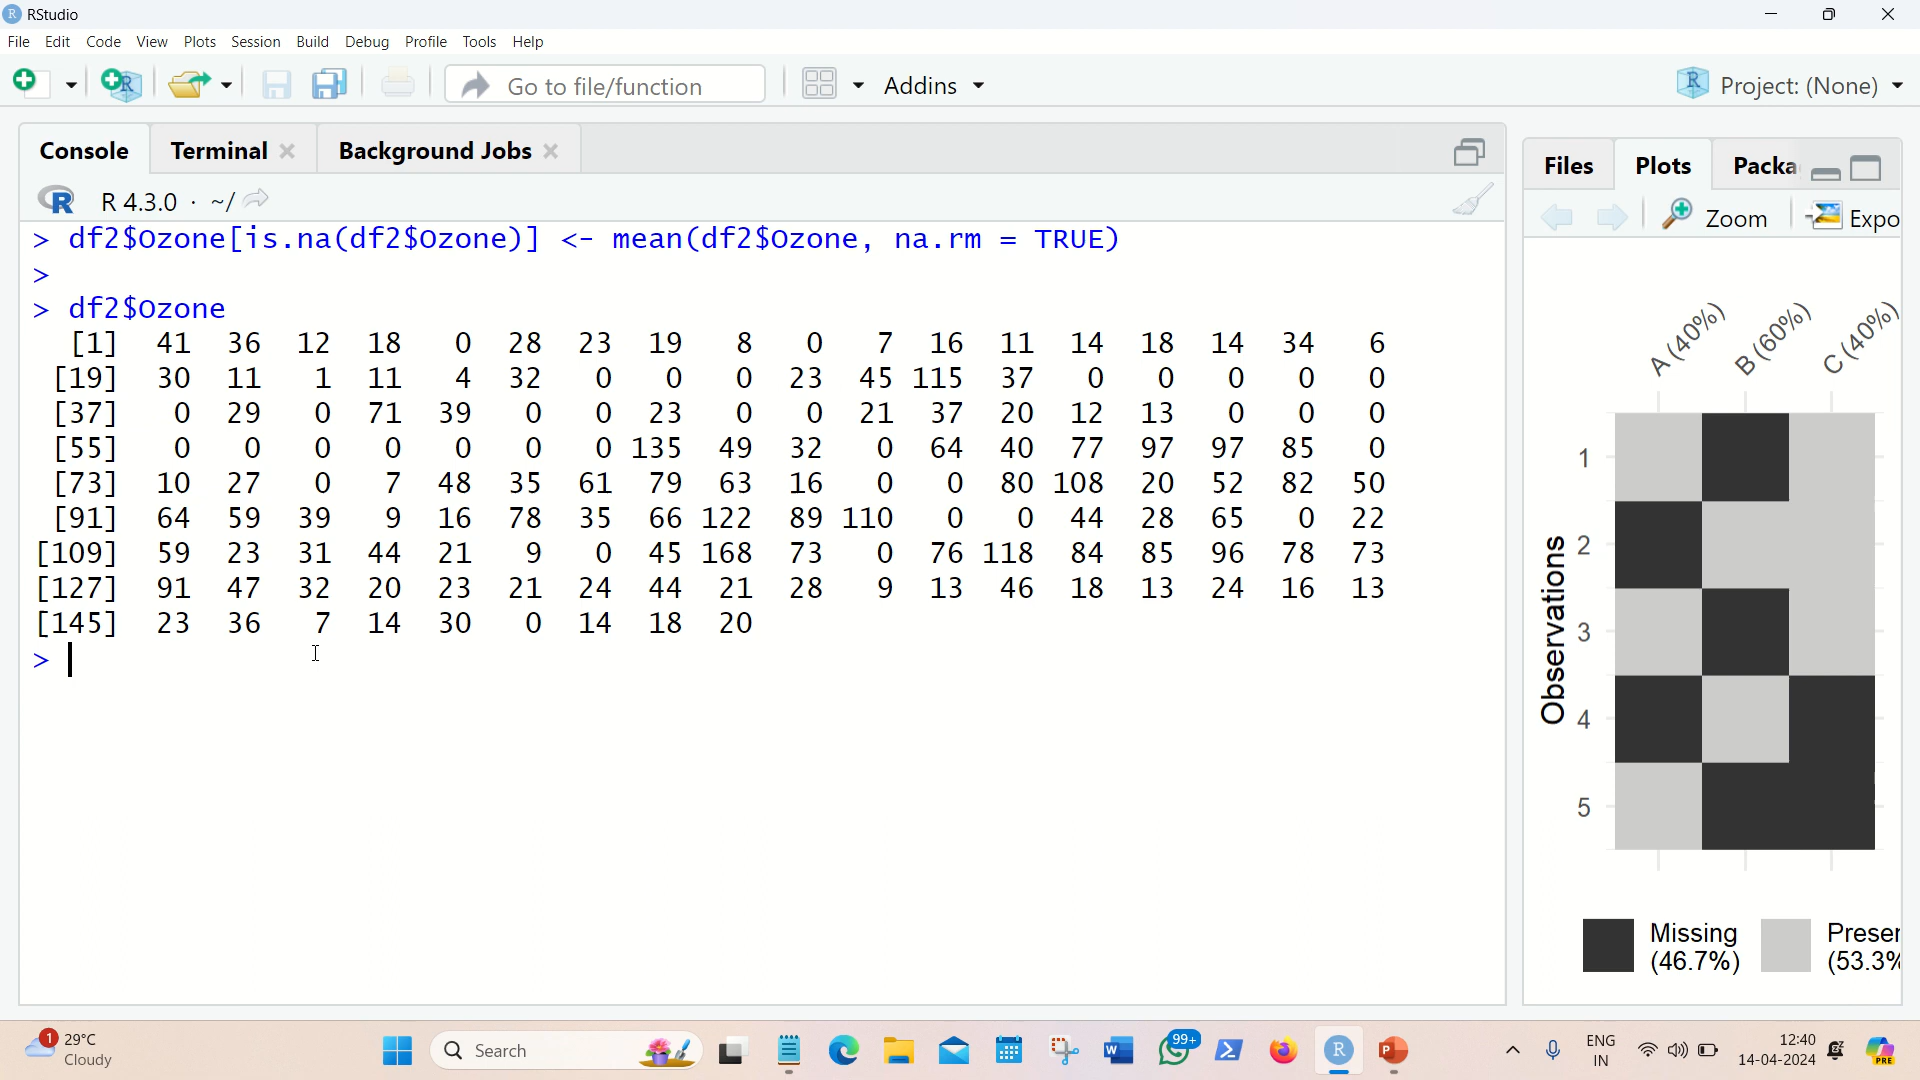 R RStudio
File Edit Code View Plots Session Build Debug Profile Tools Help
Go to file/function Addins Project: (None)
Console Terminal Background Jobs
R 4.3.0 · ~/
> df2$Ozone[is.na(df2$Ozone)] <- mean(df2$Ozone, na.rm = TRUE)
>
> df2$Ozone
[1] 41 36 12 18 0 28 23 19 8 0 7 16 11 14 18 14 34 6
[19] 30 11 1 11 4 32 0 0 0 23 45 115 37 0 0 0 0 0
[37] 0 29 0 71 39 0 0 23 0 0 21 37 20 12 13 0 0 0
[55] 0 0 0 0 0 0 0 135 49 32 0 64 40 77 97 97 85 0
[73] 10 27 0 7 48 35 61 79 63 16 0 0 80 108 20 52 82 50
[91] 64 59 39 9 16 78 35 66 122 89 110 0 0 44 28 65 0 22
[109] 59 23 31 44 21 9 0 45 168 73 0 76 118 84 85 96 78 73
[127] 91 47 32 20 23 21 24 44 21 28 9 13 46 18 13 24 16 13
[145] 23 36 7 14 30 0 14 18 20
>
Files Plots Packa
Zoom Expo
A (40%) B (60%) C (40%)
Observations
1
2
3
4
5
Missing
(46.7%)
Presen
(53.3%
1 29°C
Cloudy
Search
99+
ENG
IN
12:40
14-04-2024
PRE